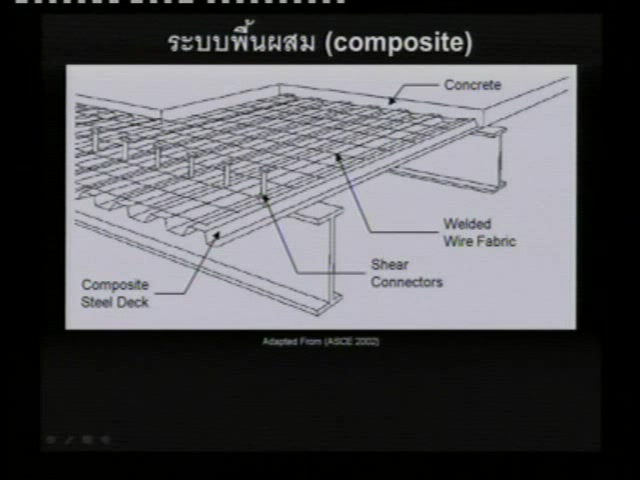 ระบบพื้นผสม (composite)
Concrete
Welded
Wire Fabric
Shear
Connectors
Composite
Steel Deck
Adapted From (ASCE 2002)